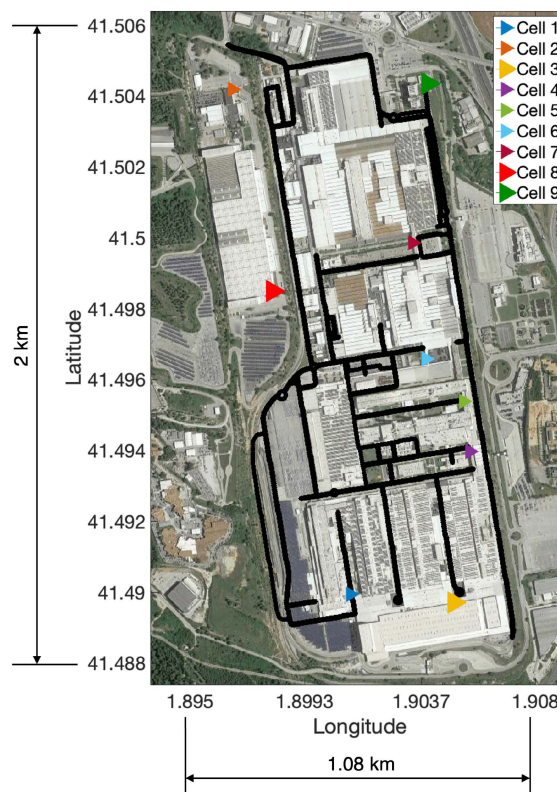 41.506
41.504
41.502
41.5
41.498
41.496
41.494
41.492
41.49
41.488
Latitude
2 km
Cell 1
Cell 2
Cell 3
Cell 4
Cell 5
Cell 6
Cell 7
Cell 8
Cell 9
1.895
1.8993
1.9037
1.908
Longitude
1.08 km